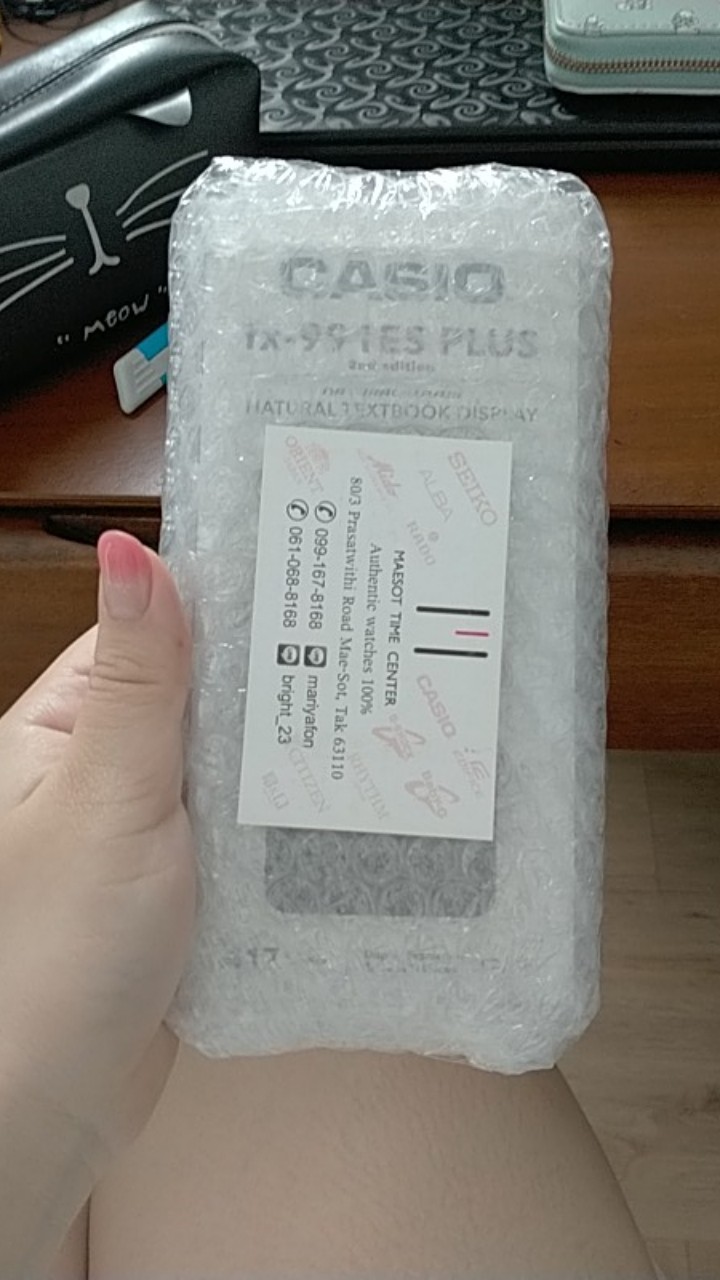 "MEOW"
CASIO
fx-991ES PLUS
2nd edition
NATURAL TEXTBOOK DISPLAY
SEIKO
ALBA
RADO
Mido
ORIENT
MAESOT TIME CENTER
Authentic watches 100%
80/3 Prasatwithi Road Mae-Sot, Tak 63110
099-167-8168 mariyafon
061-068-8168 bright_23
CASIO
RHYTHM
CITIZEN